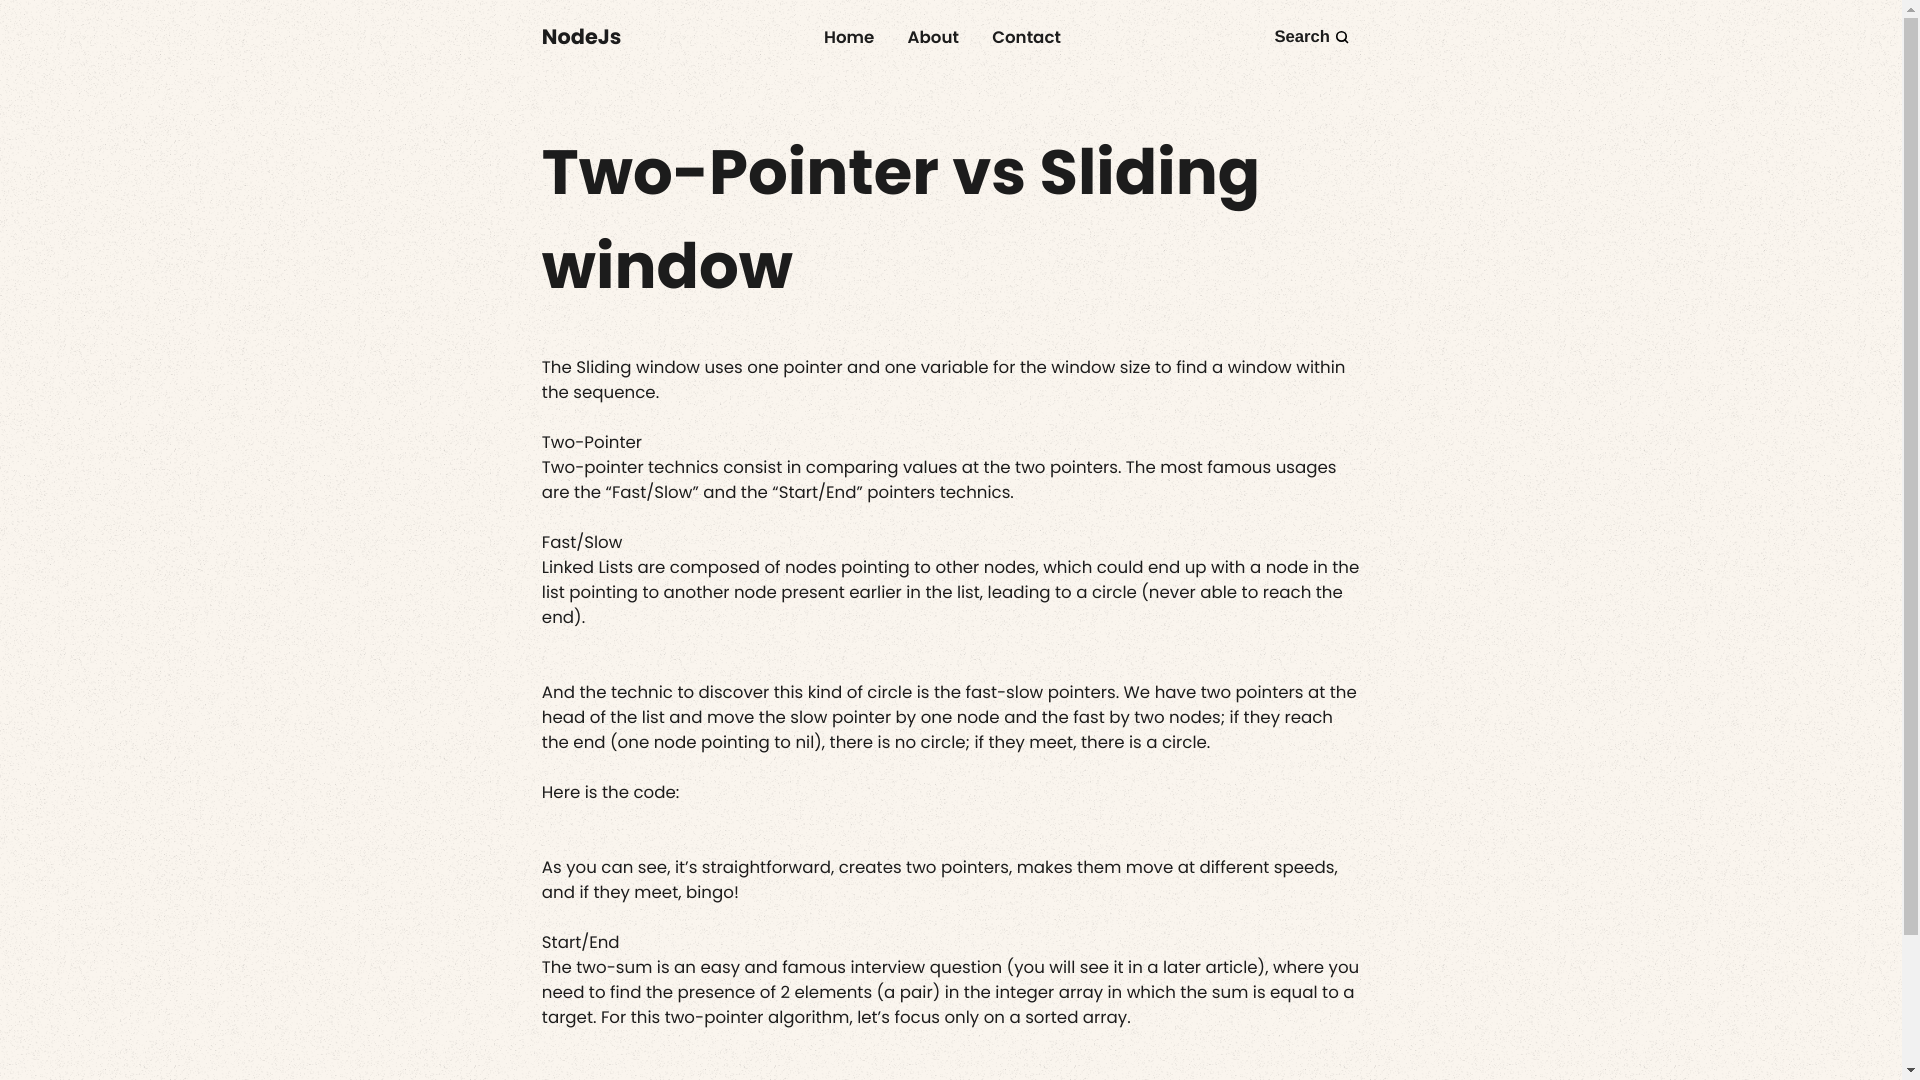 NodeJs
Home About Contact
Search
Two-Pointer vs Sliding
window
The Sliding window uses one pointer and one variable for the window size to find a window within
the sequence.
Two-Pointer
Two-pointer technics consist in comparing values at the two pointers. The most famous usages
are the “Fast/Slow” and the “Start/End” pointers technics.
Fast/Slow
Linked Lists are composed of nodes pointing to other nodes, which could end up with a node in the
list pointing to another node present earlier in the list, leading to a circle (never able to reach the
end).
And the technic to discover this kind of circle is the fast-slow pointers. We have two pointers at the
head of the list and move the slow pointer by one node and the fast by two nodes; if they reach
the end (one node pointing to nil), there is no circle; if they meet, there is a circle.
Here is the code:
As you can see, it’s straightforward, creates two pointers, makes them move at different speeds,
and if they meet, bingo!
Start/End
The two-sum is an easy and famous interview question (you will see it in a later article), where you
need to find the presence of 2 elements (a pair) in the integer array in which the sum is equal to a
target. For this two-pointer algorithm, let’s focus only on a sorted array.